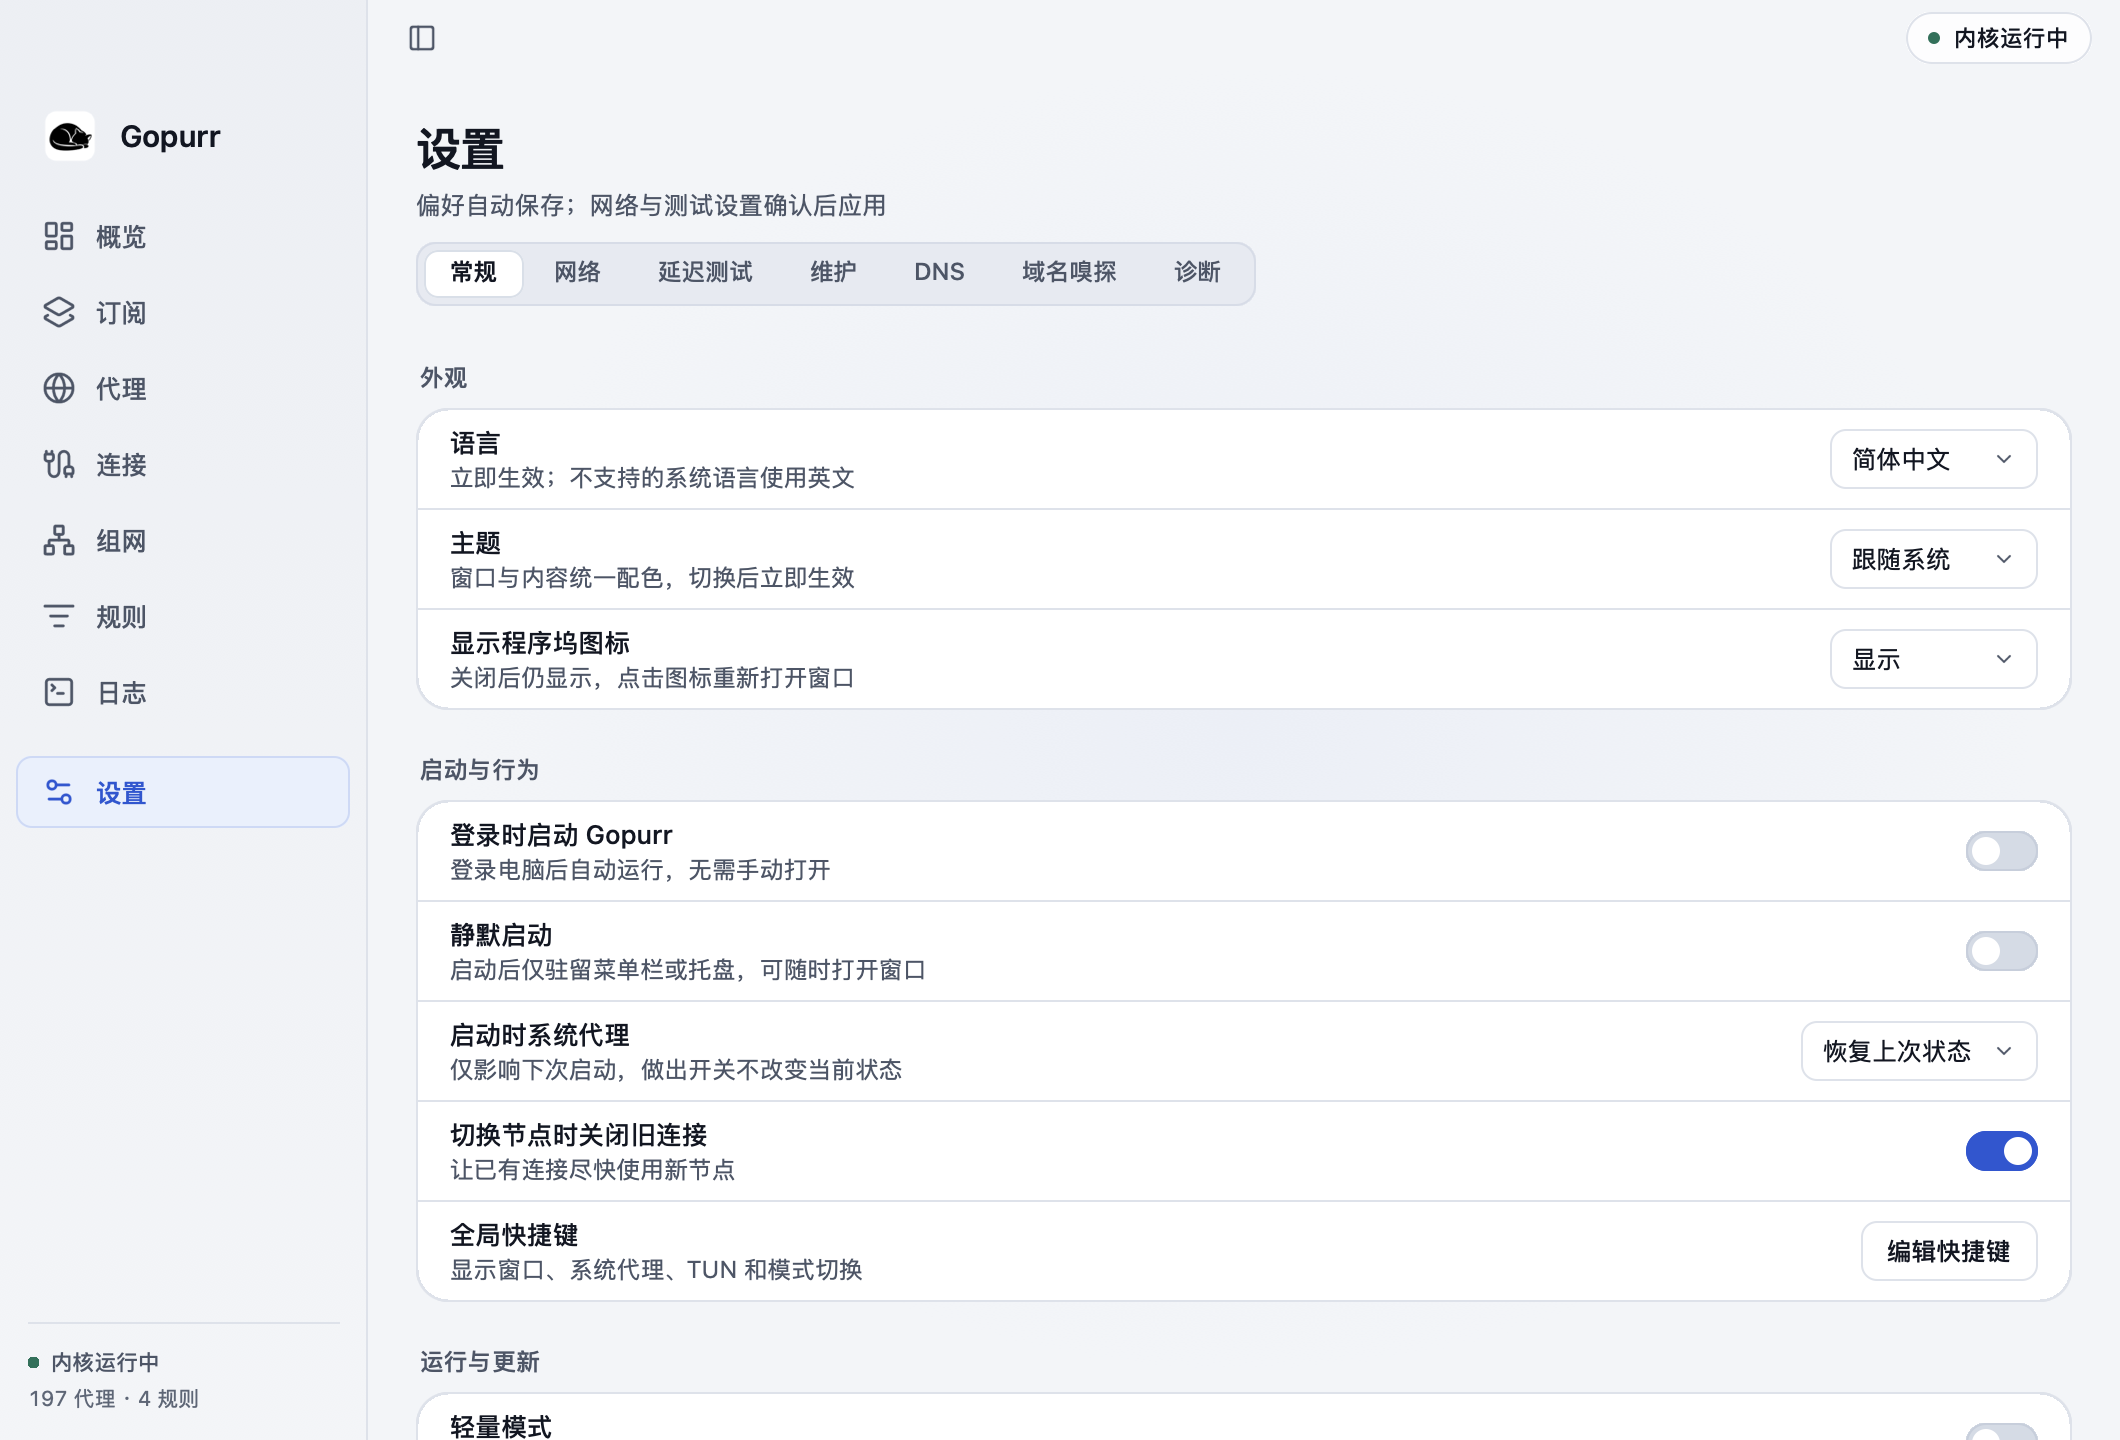 内核运行中
Gopurr
概览
订阅
代理
连接
组网
规则
日志
设置
内核运行中
197 代理 · 4 规则
设置
偏好自动保存；网络与测试设置确认后应用
常规 网络 延迟测试 维护 DNS 域名嗅探 诊断
外观
语言
立即生效；不支持的系统语言使用英文
简体中文
主题
窗口与内容统一配色，切换后立即生效
跟随系统
显示程序坞图标
关闭后仍显示，点击图标重新打开窗口
显示
启动与行为
登录时启动 Gopurr
登录电脑后自动运行，无需手动打开
静默启动
启动后仅驻留菜单栏或托盘，可随时打开窗口
启动时系统代理
仅影响下次启动，做出开关不改变当前状态
恢复上次状态
切换节点时关闭旧连接
让已有连接尽快使用新节点
全局快捷键
显示窗口、系统代理、TUN 和模式切换
编辑快捷键
运行与更新
轻量模式